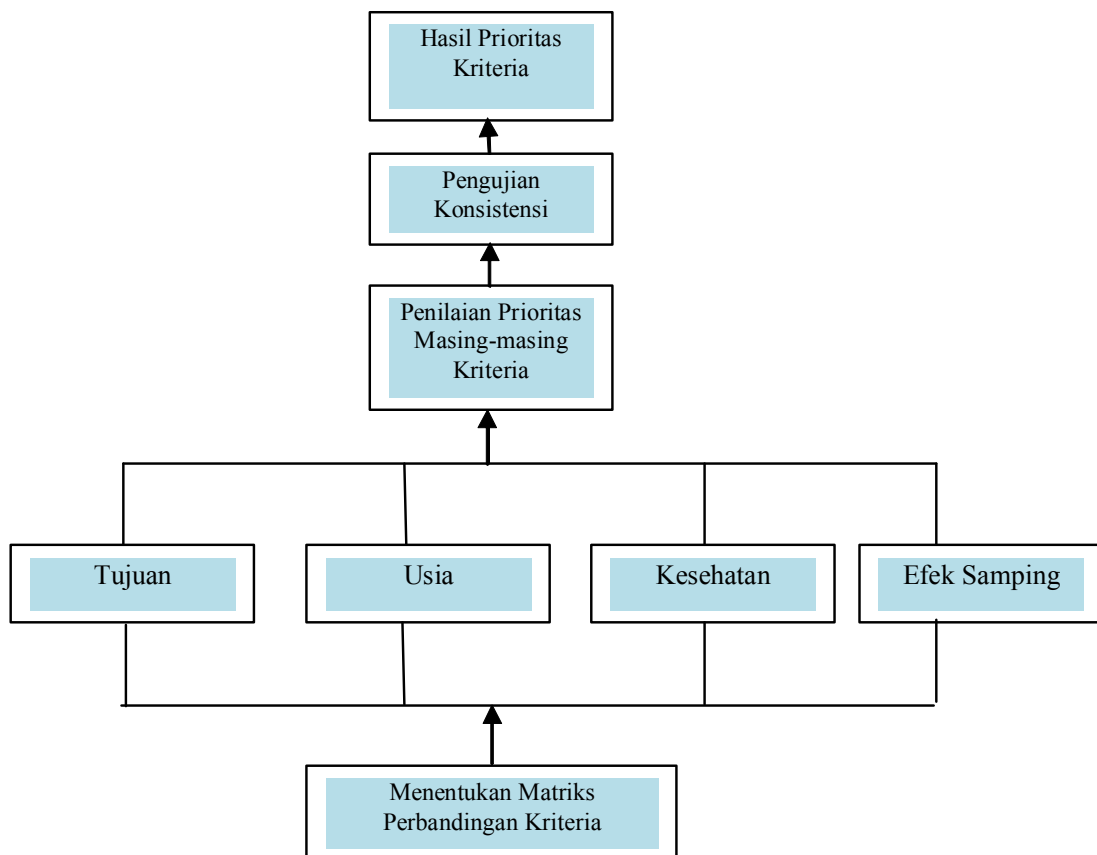 Hasil Prioritas
Kriteria
Pengujian
Konsistensi
Penilaian Prioritas
Masing-masing
Kriteria
Tujuan
Usia
Kesehatan
Efek Samping
Menentukan Matriks
Perbandingan Kriteria